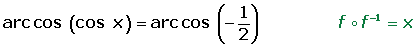 arccos (cos x) = arccos (-1/2) f ∘ f⁻¹ = x